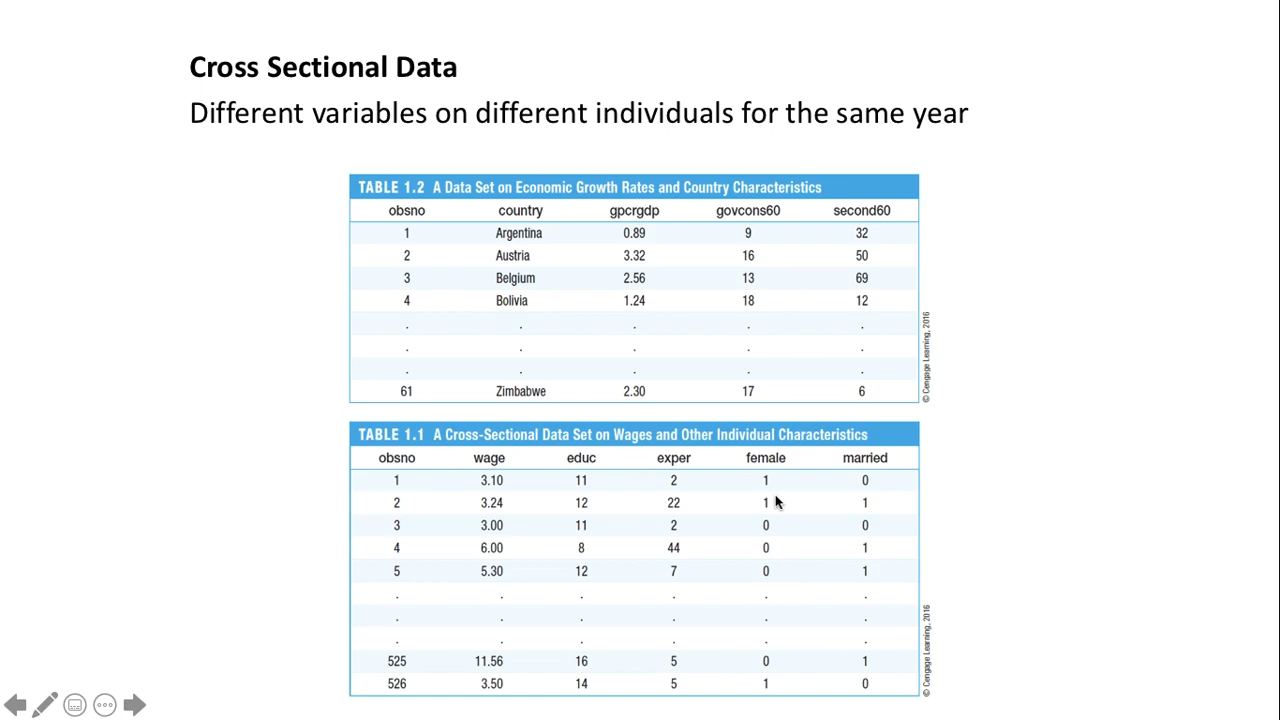 Cross Sectional Data
Different variables on different individuals for the same year
TABLE 1.2 A Data Set on Economic Growth Rates and Country Characteristics
obsno country gpcrgdp govcons60 second60
1 Argentina 0.89 9 32
2 Austria 3.32 16 50
3 Belgium 2.56 13 69
4 Bolivia 1.24 18 12
. . . . .
. . . . .
. . . . .
61 Zimbabwe 2.30 17 6
© Cengage Learning, 2016
TABLE 1.1 A Cross-Sectional Data Set on Wages and Other Individual Characteristics
obsno wage educ exper female married
1 3.10 11 2 1 0
2 3.24 12 22 1 1
3 3.00 11 2 0 0
4 6.00 8 44 0 1
5 5.30 12 7 0 1
. . . . . .
. . . . . .
. . . . . .
525 11.56 16 5 0 1
526 3.50 14 5 1 0
© Cengage Learning, 2016